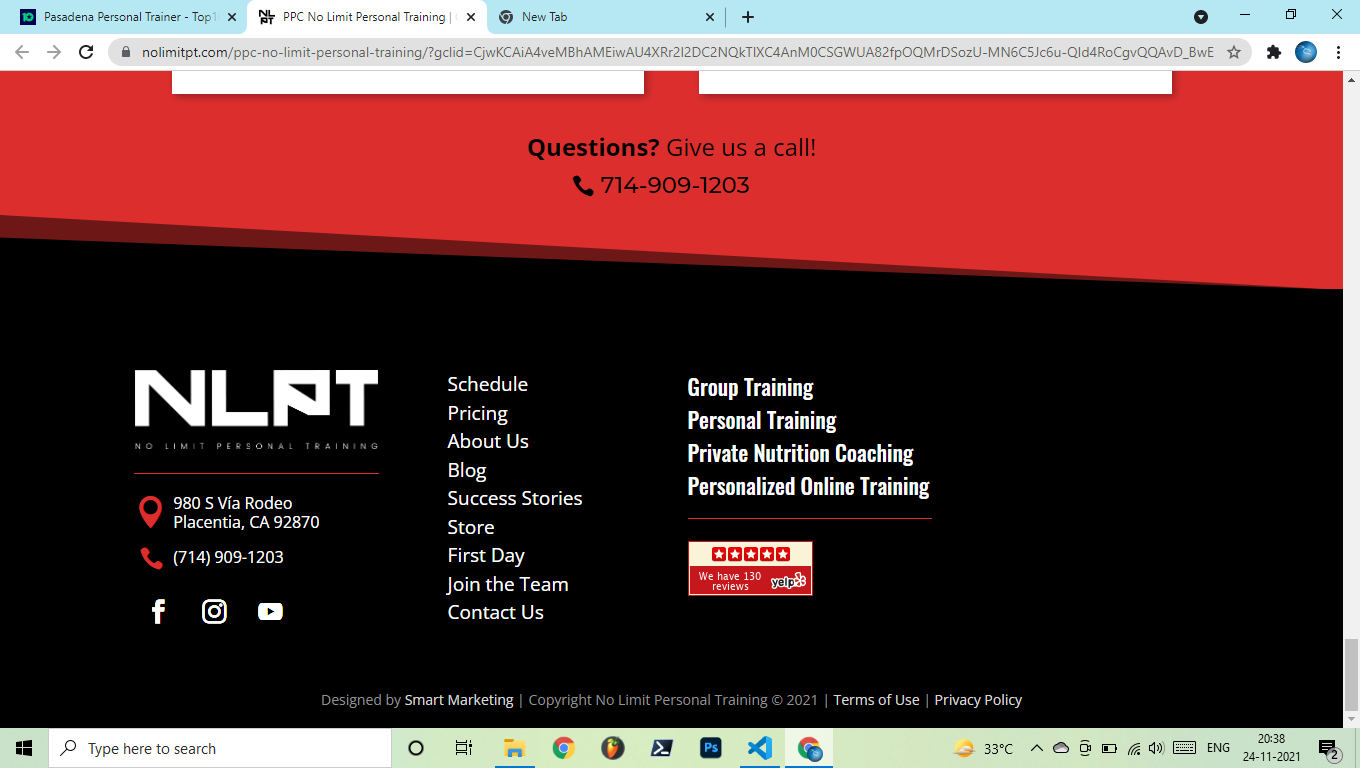 Pasadena Personal Trainer - Top1
PPC No Limit Personal Training |
New Tab
nolimitpt.com/ppc-no-limit-personal-training/?gclid=CjwKCAiA4veMBhAMEiwAU4XRr2I2DC2NQkTIXC4AnM0CSGWUA82fpOQMrDSozU-MN6C5Jc6u-QId4RoCgvQQAvD_BwE
Questions? Give us a call!
714-909-1203
NLPT
NO LIMIT PERSONAL TRAINING
980 S Vía Rodeo
Placentia, CA 92870
(714) 909-1203
Schedule
Pricing
About Us
Blog
Success Stories
Store
First Day
Join the Team
Contact Us
Group Training
Personal Training
Private Nutrition Coaching
Personalized Online Training
We have 130
reviews
yelp
Designed by Smart Marketing | Copyright No Limit Personal Training © 2021 | Terms of Use | Privacy Policy
Type here to search
Ps
33°C
ENG
20:38
24-11-2021
2